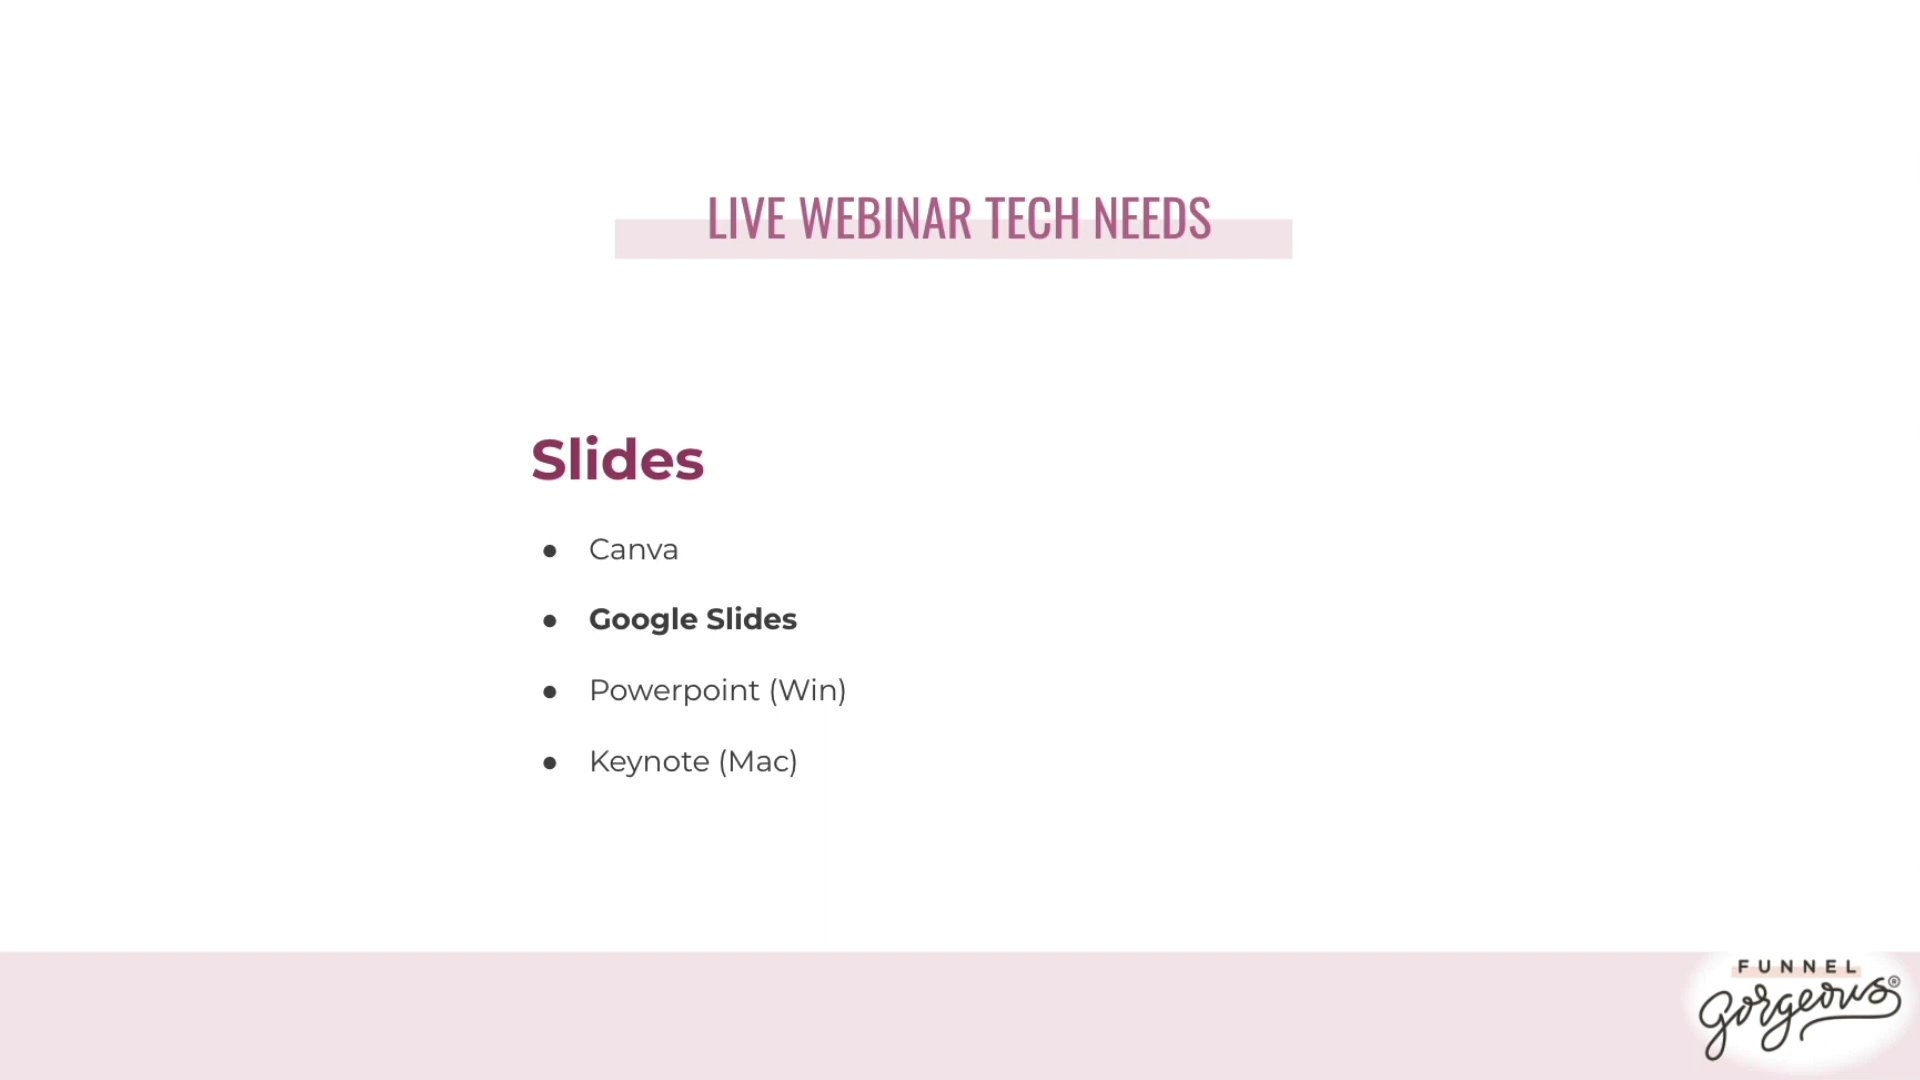 LIVE WEBINAR TECH NEEDS
Slides
● Canva
● Google Slides
● Powerpoint (Win)
● Keynote (Mac)
FUNNEL
gorgeous®